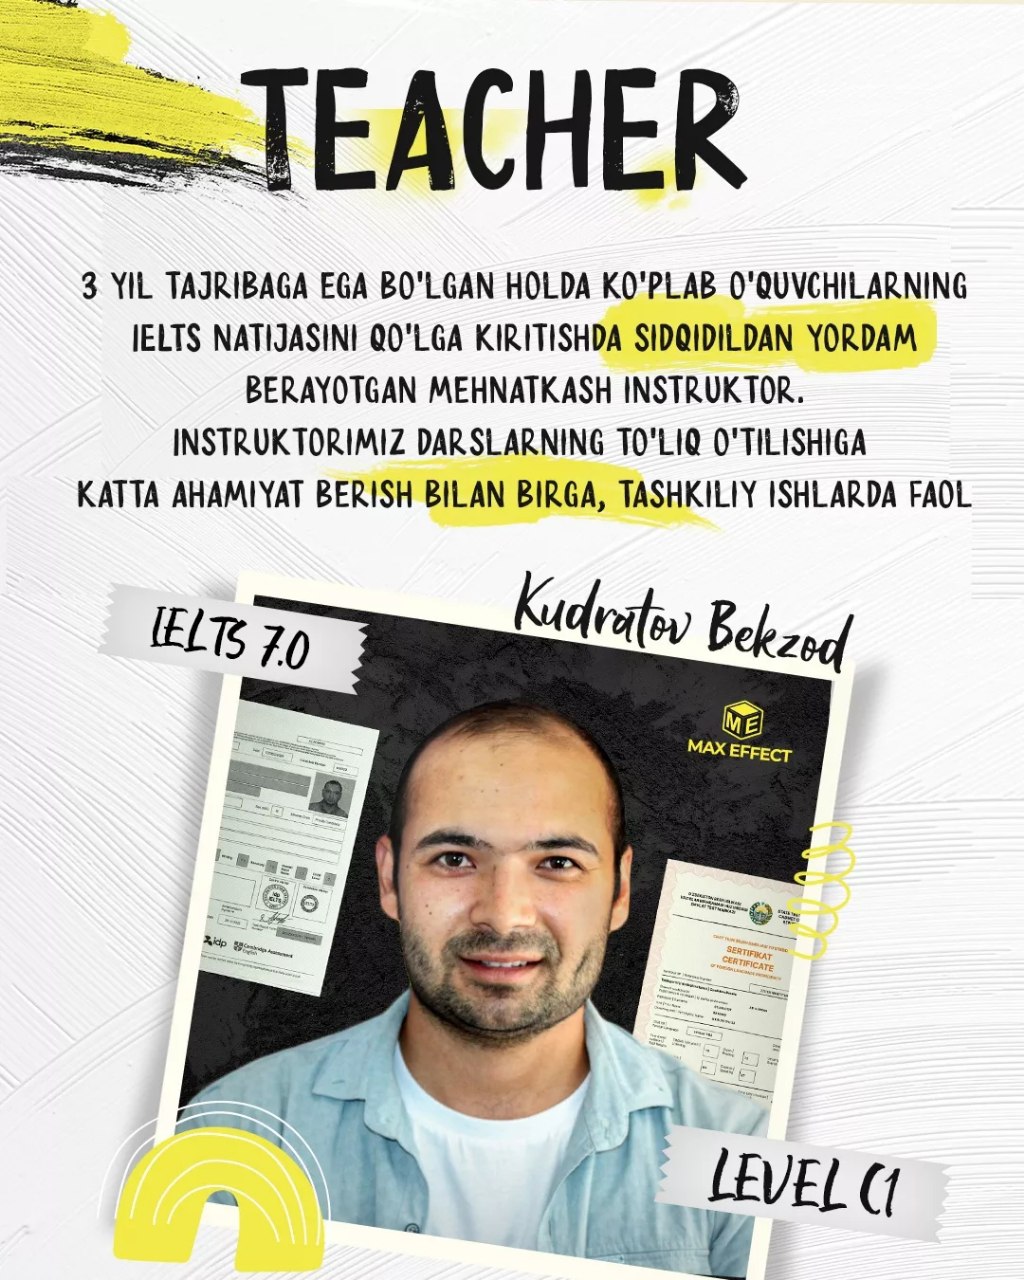 TEACHER
3 YIL TAJRIBAGA EGA BO'LGAN HOLDA KO'PLAB O'QUVCHILARNING
IELTS NATIJASINI QO'LGA KIRITISHDA SIDQIDILDAN YORDAM
BERAYOTGAN MEHNATKASH INSTRUKTOR.
INSTRUKTORIMIZ DARSLARNING TO'LIQ O'TILISHIGA
KATTA AHAMIYAT BERISH BILAN BIRGA, TASHKILIY ISHLARDA FAOL
Kudratov Bekzod
IELTS 7.0
ME
MAX EFFECT
idp
IELTS
idp
Cambridge Assessment
English
SERTIFIKAT
CERTIFICATE
LEVEL C1